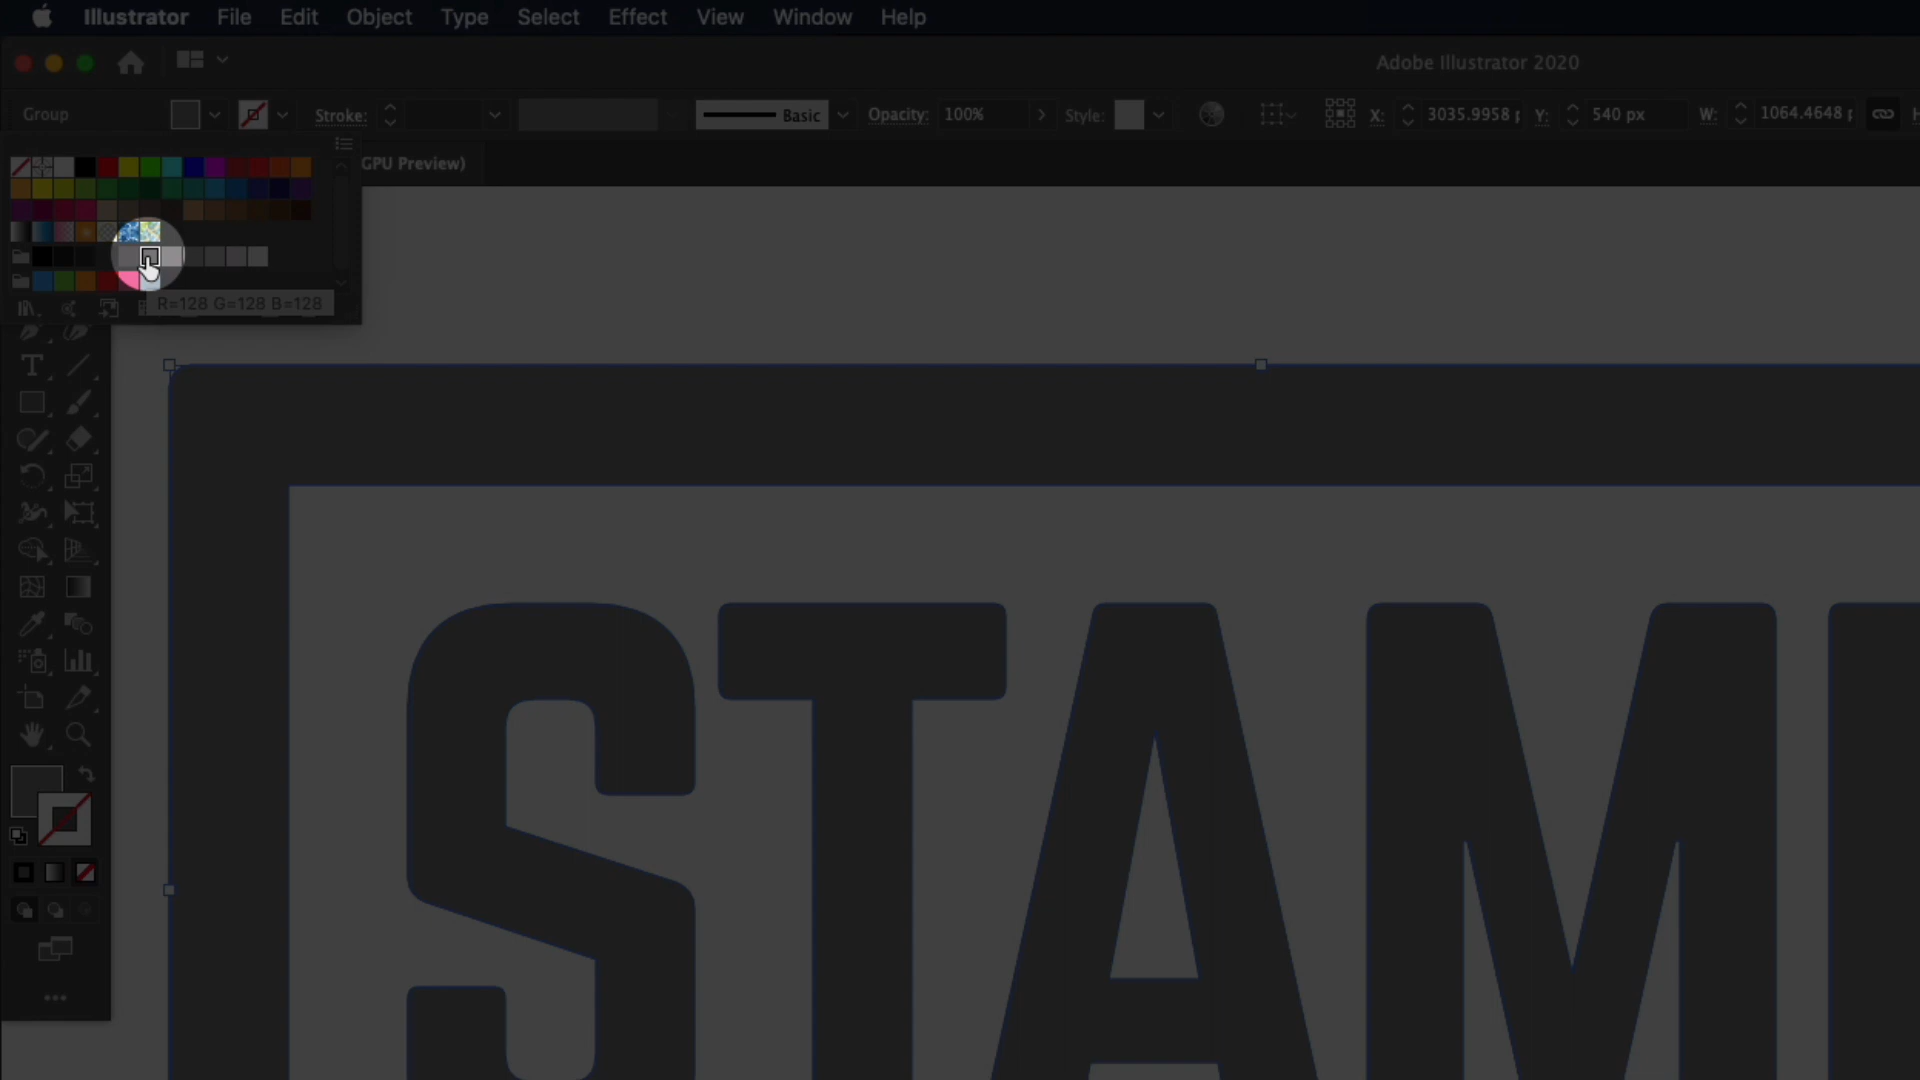 Illustrator File Edit Object Type Select Effect View Window Help
Adobe Illustrator 2020
Group Stroke: Basic Opacity: 100% Style: X: 3035.9958 Y: 540 px W: 1064.4648
GPU Preview)
R=128 G=128 B=128
STAM